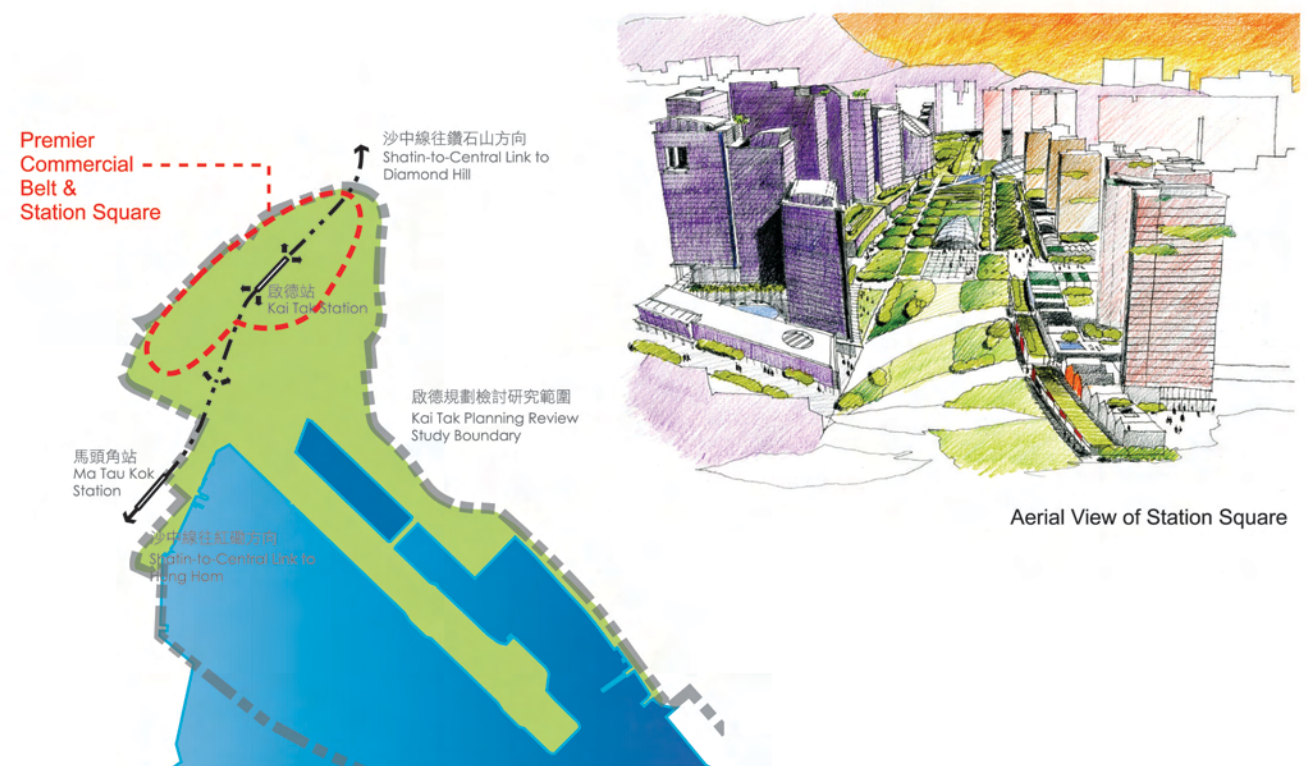 Premier
Commercial
Belt &
Station Square
沙中線往鑽石山方向
Shatin-to-Central Link to
Diamond Hill
啟德站
Kai Tak Station
啟德規劃檢討研究範圍
Kai Tak Planning Review
Study Boundary
馬頭角站
Ma Tau Kok
Station
沙中線往紅磡方向
Shatin-to-Central Link to
Hung Hom
Aerial View of Station Square